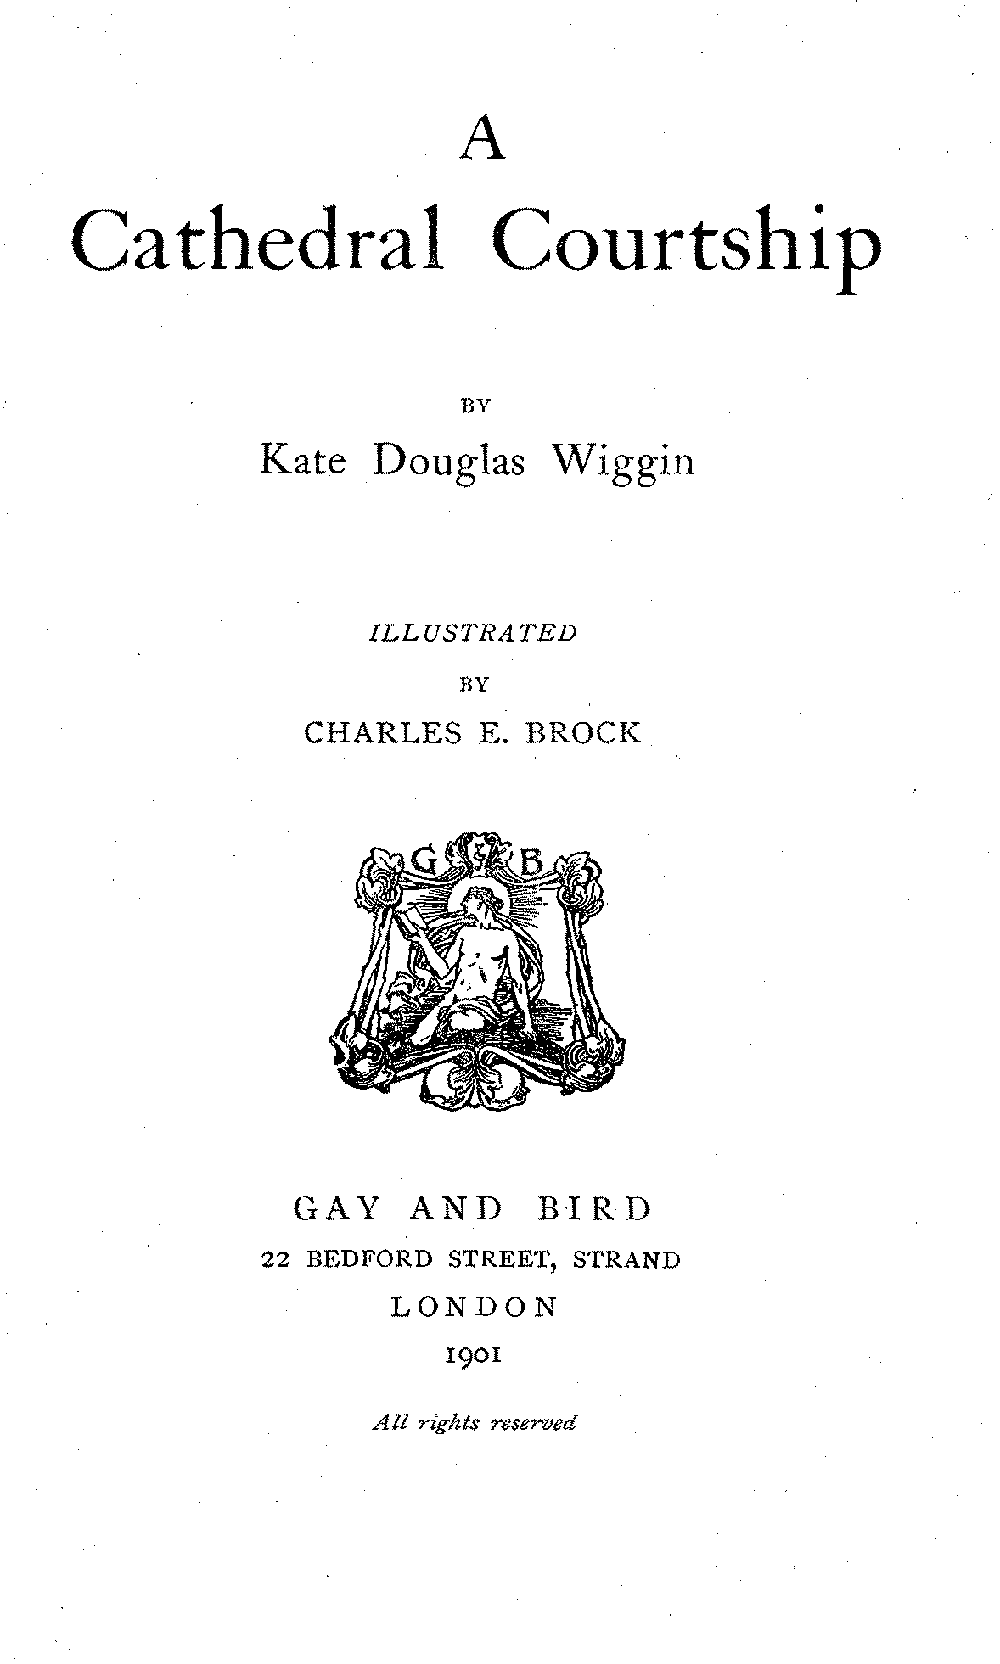 A
Cathedral Courtship
BY
Kate Douglas Wiggin
ILLUSTRATED
BY
CHARLES E. BROCK
G B
GAY AND BIRD
22 BEDFORD STREET, STRAND
LONDON
1901
All rights reserved